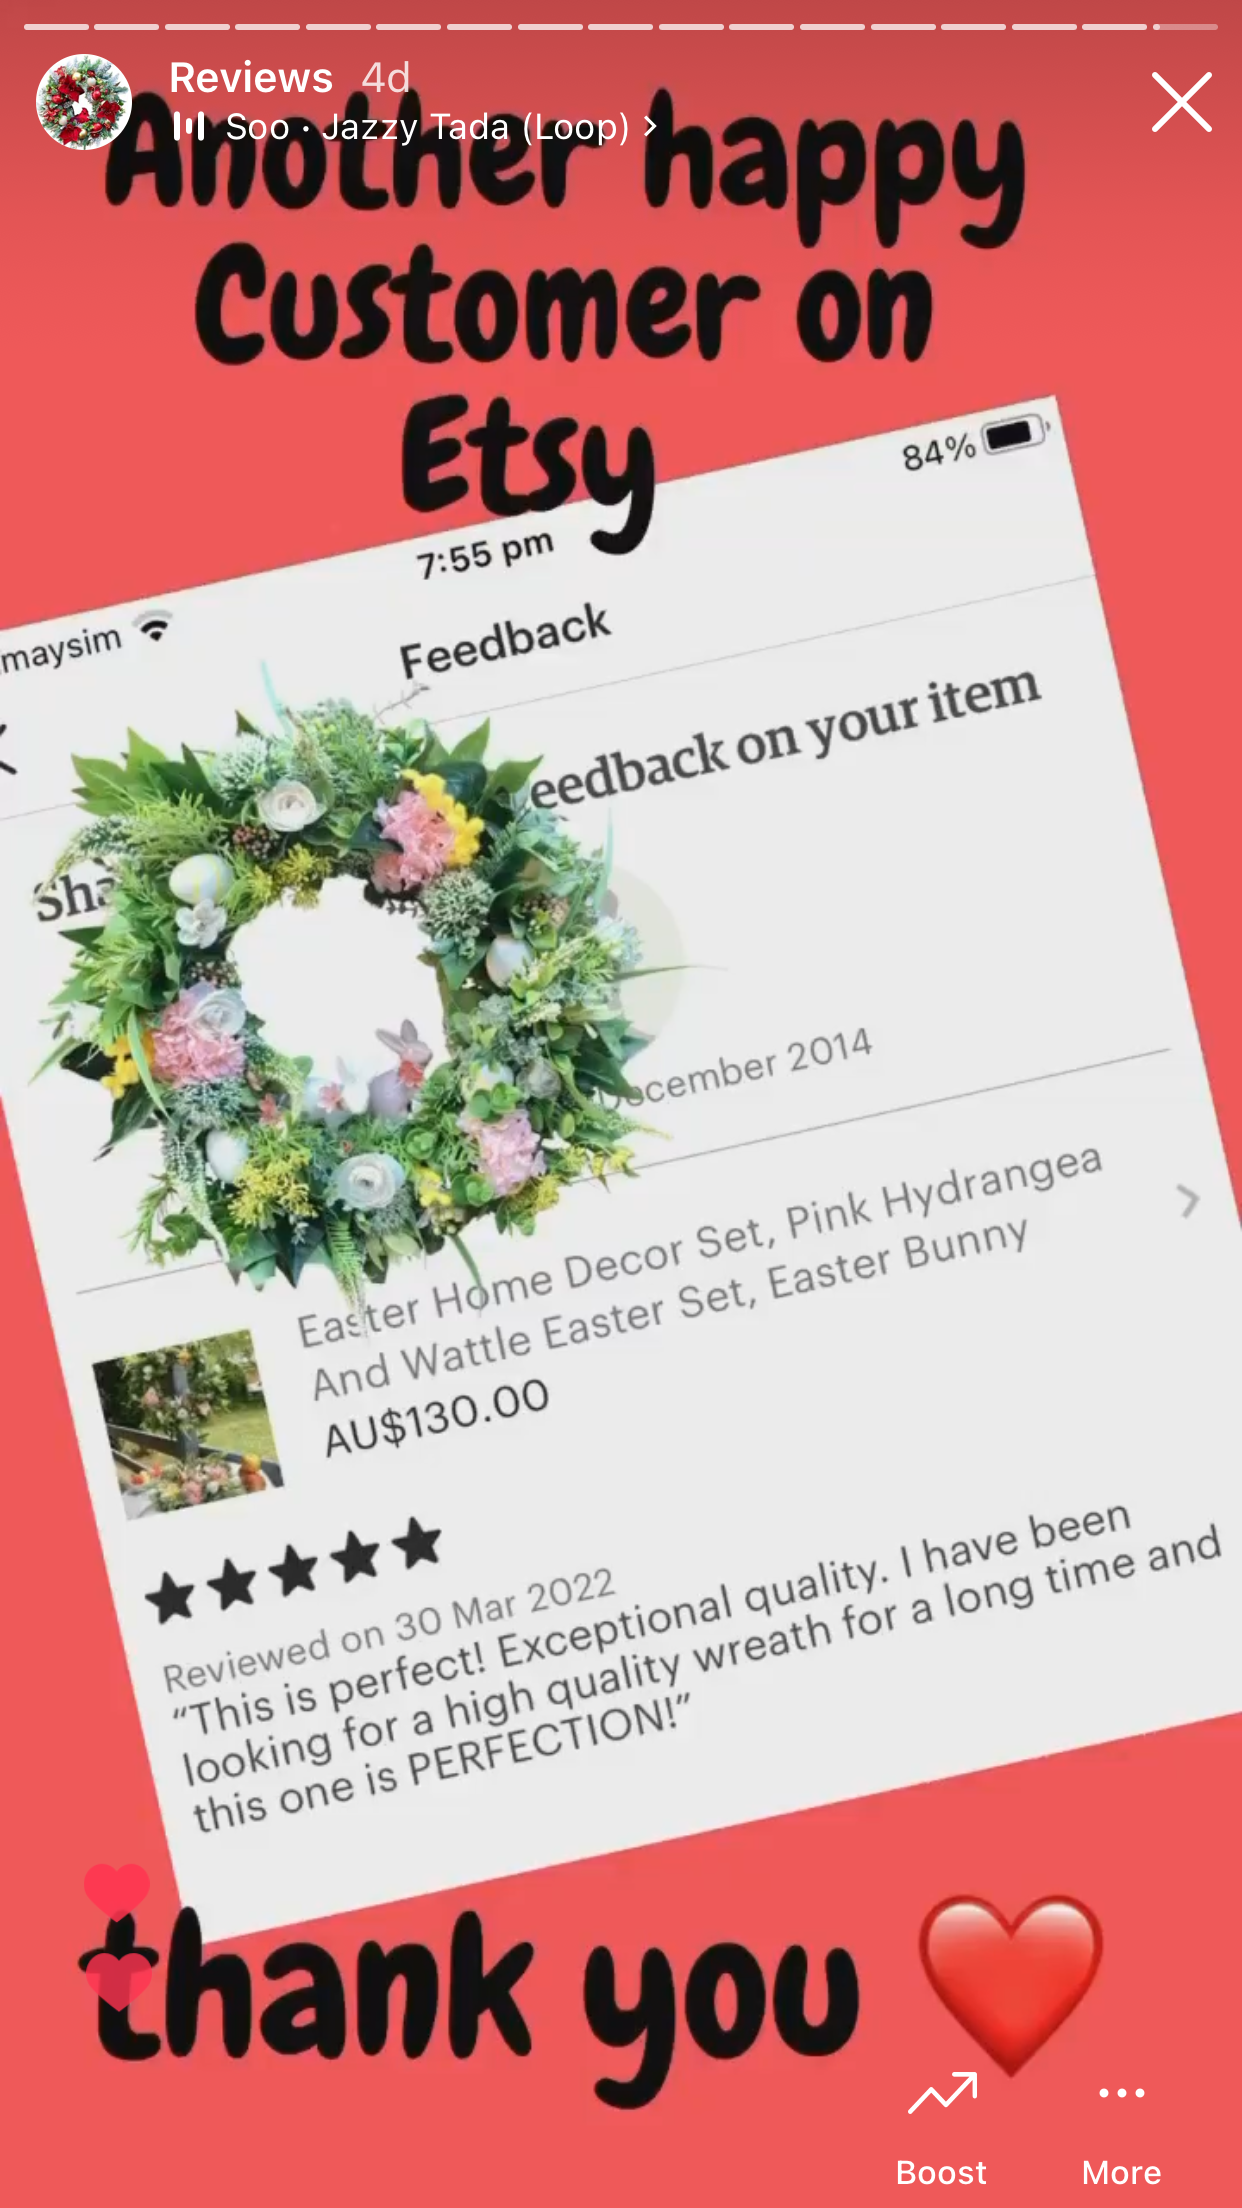 Reviews 4d
Soo · Jazzy Tada (Loop) >
Another happy
Customer on
Etsy
84%
7:55 pm
maysim
Feedback
Sha eedback on your item
December 2014
Easter Home Decor Set, Pink Hydrangea
And Wattle Easter Set, Easter Bunny
AU$130.00
Reviewed on 30 Mar 2022
“This is perfect! Exceptional quality. I have been
looking for a high quality wreath for a long time and
this one is PERFECTION!”
thank you
Boost
More